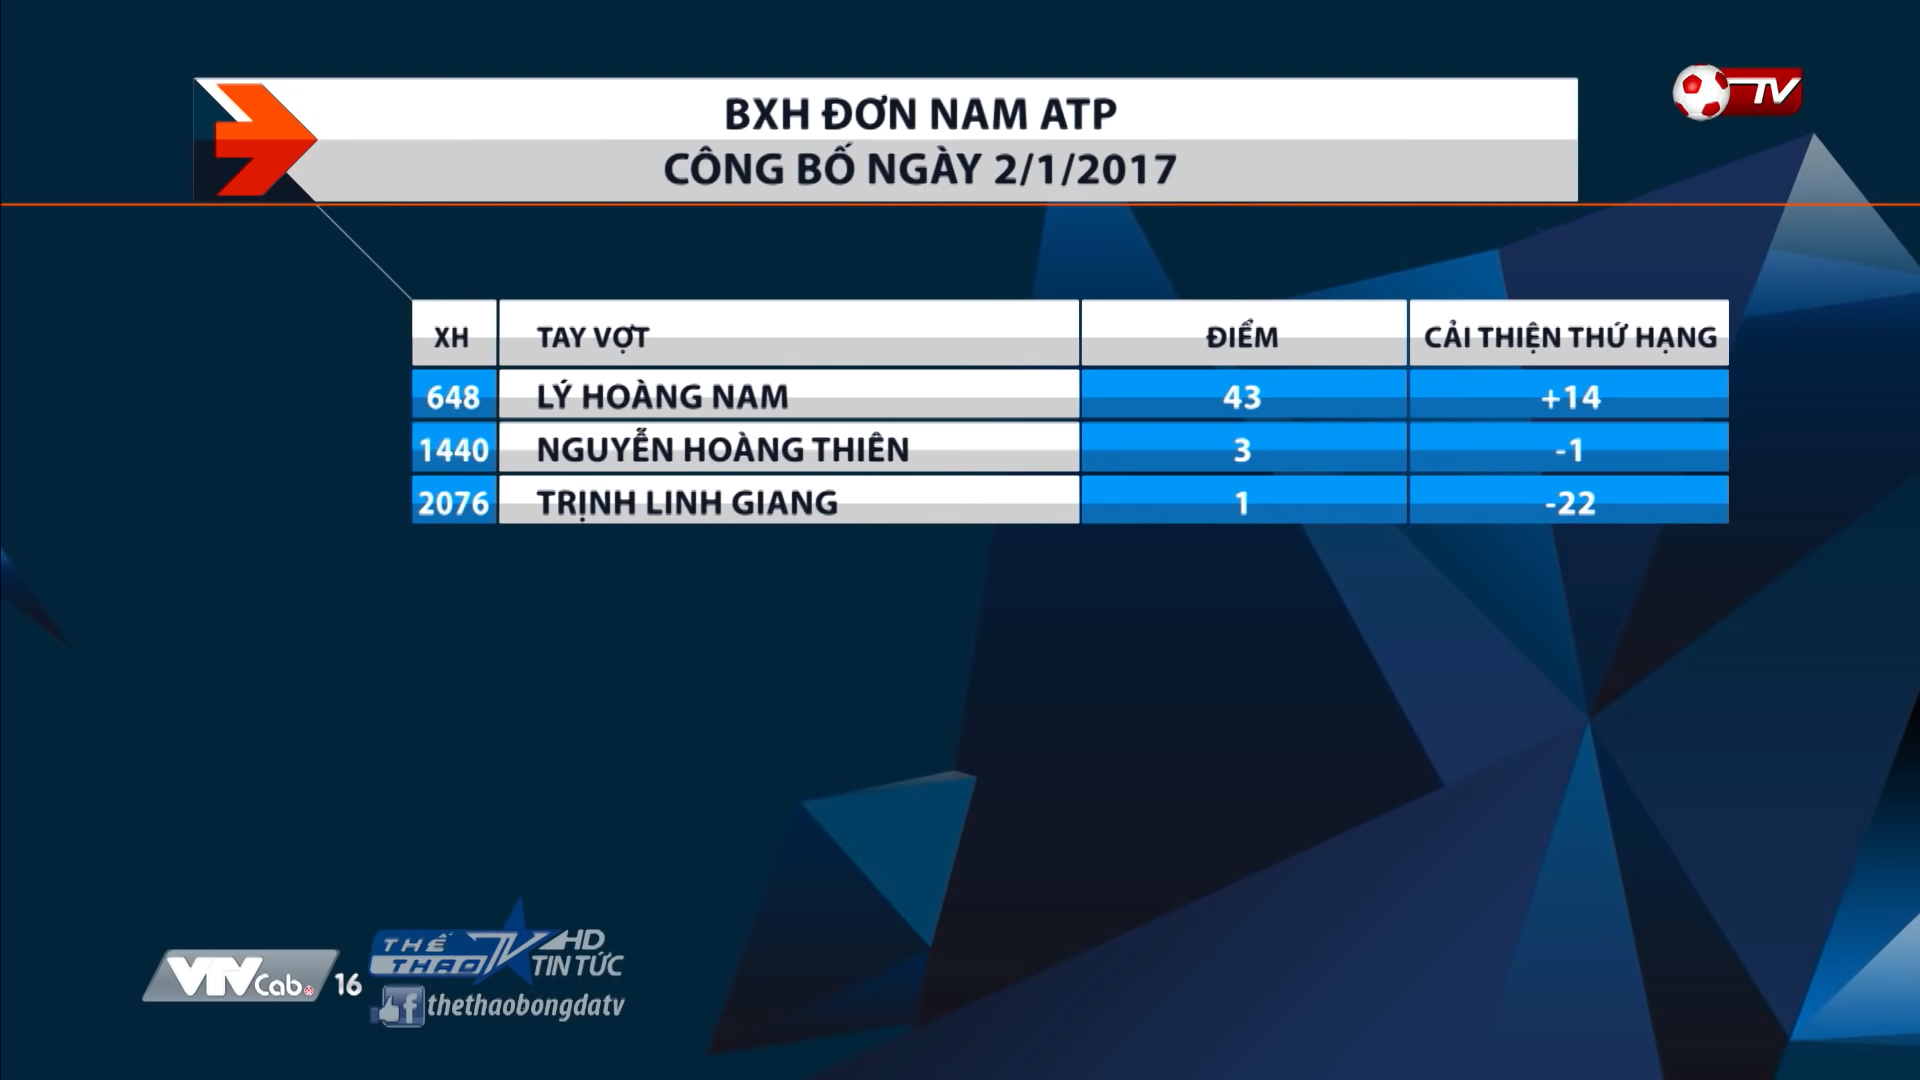 BXH ĐƠN NAM ATP
CÔNG BỐ NGÀY 2/1/2017
TV
XH TAY VỢT ĐIỂM CẢI THIỆN THỨ HẠNG
648 LÝ HOÀNG NAM 43 +14
1440 NGUYỄN HOÀNG THIÊN 3 -1
2076 TRỊNH LINH GIANG 1 -22
THỂ THAO TV HD
TIN TỨC
VTVCab 16
thethaobongdatv